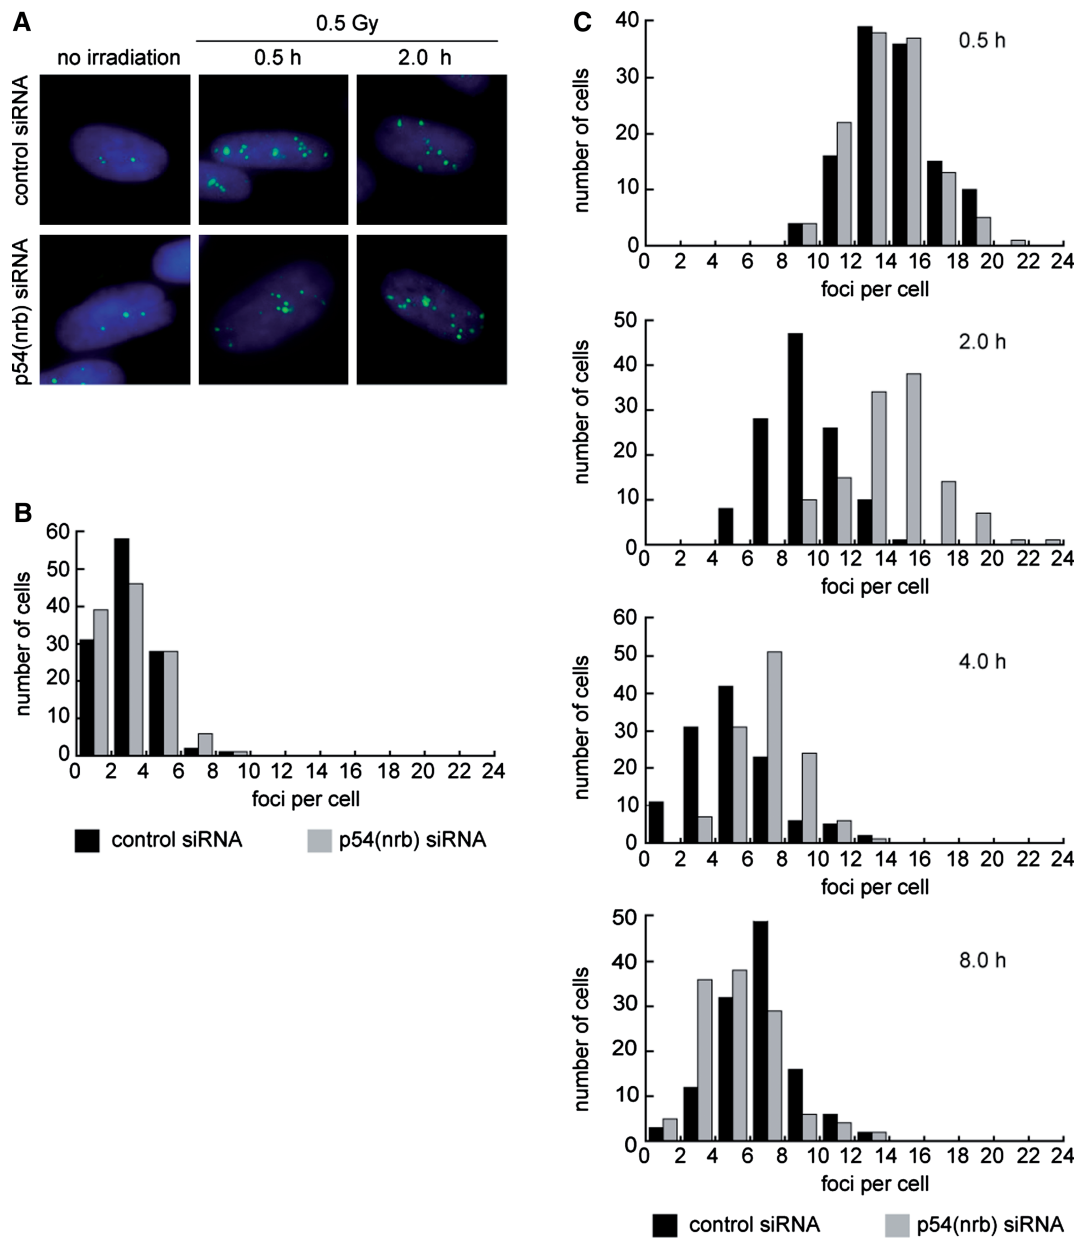 A
0.5 Gy
no irradiation 0.5 h 2.0 h
control siRNA
p54(nrb) siRNA
B
60
50
40
30
20
10
0
number of cells
0 2 4 6 8 10 12 14 16 18 20 22 24
foci per cell
control siRNA p54(nrb) siRNA
C
40
30
20
10
0
number of cells
0.5 h
0 2 4 6 8 10 12 14 16 18 20 22 24
foci per cell
50
40
30
20
10
0
number of cells
2.0 h
0 2 4 6 8 10 12 14 16 18 20 22 24
foci per cell
60
50
40
30
20
10
0
number of cells
4.0 h
0 2 4 6 8 10 12 14 16 18 20 22 24
foci per cell
50
40
30
20
10
0
number of cells
8.0 h
0 2 4 6 8 10 12 14 16 18 20 22 24
foci per cell
control siRNA p54(nrb) siRNA